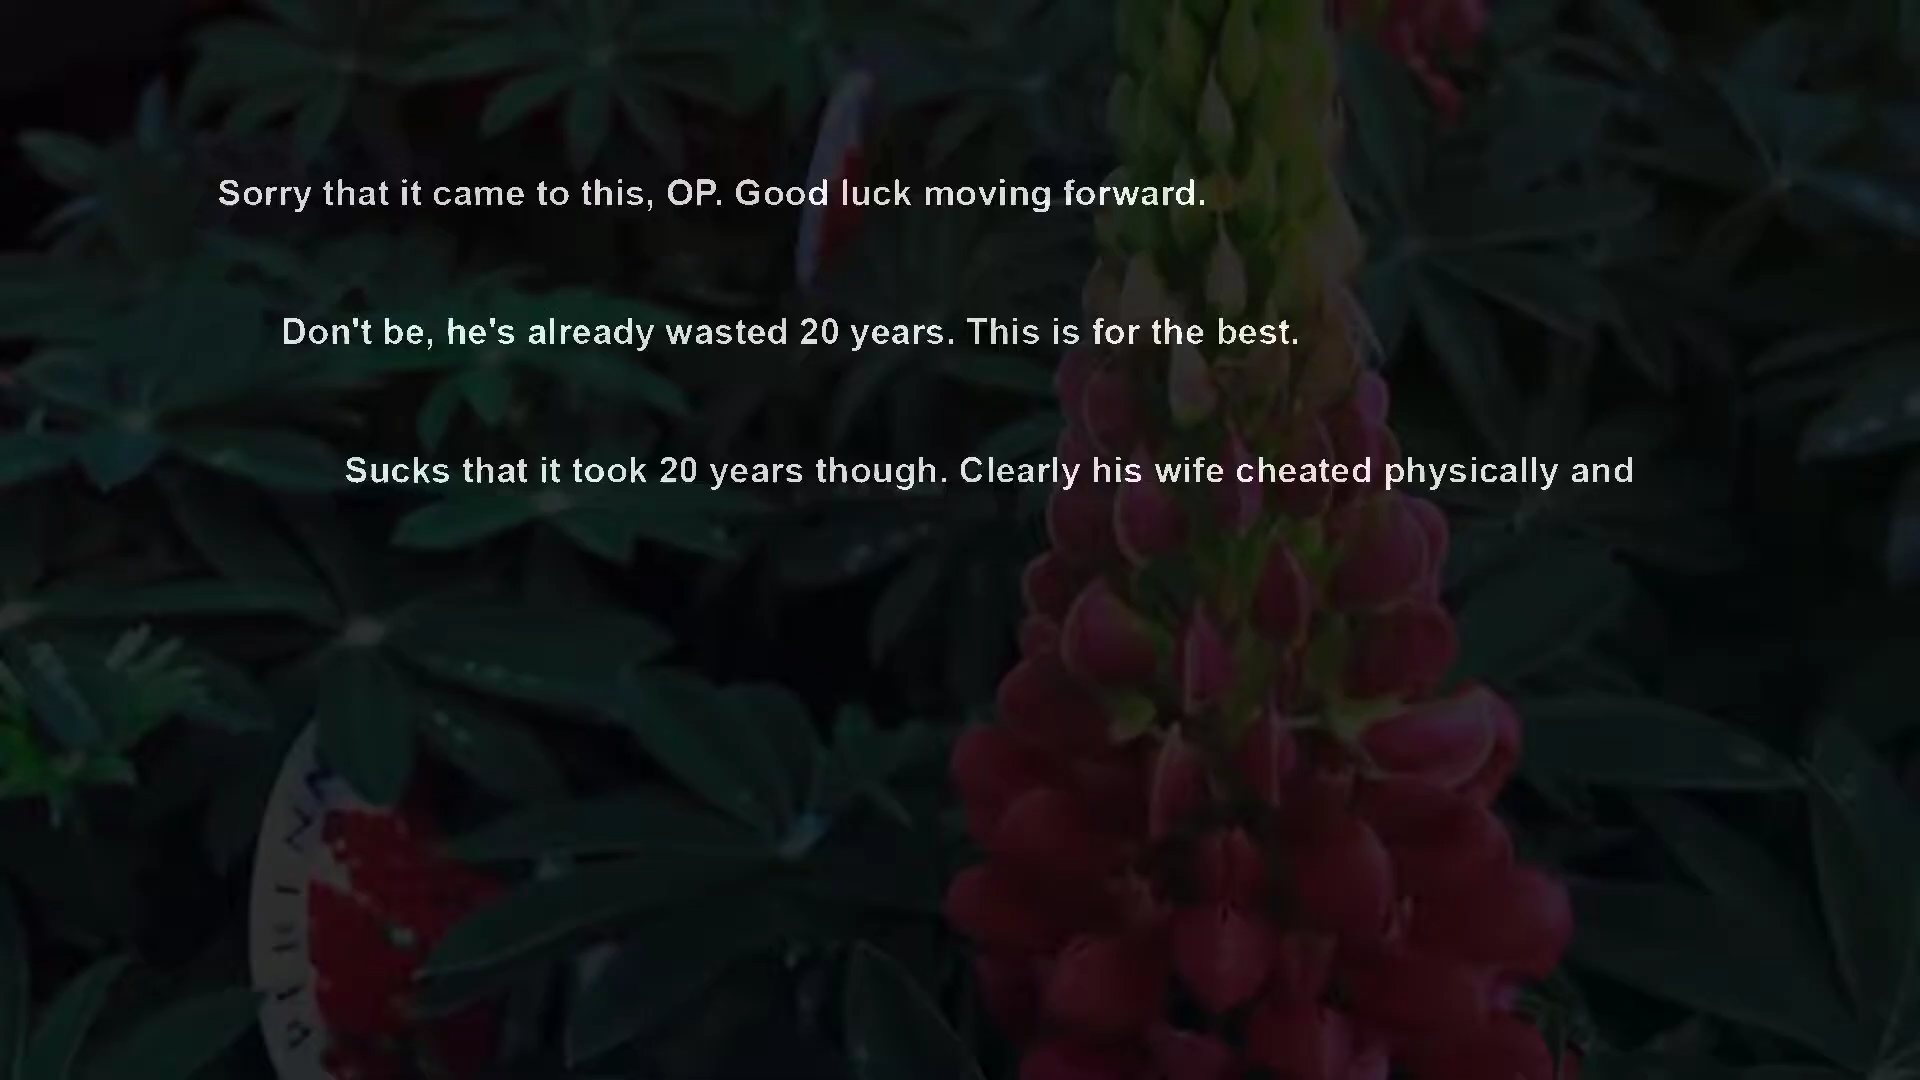 Sorry that it came to this, OP. Good luck moving forward.
Don't be, he's already wasted 20 years. This is for the best.
Sucks that it took 20 years though. Clearly his wife cheated physically and